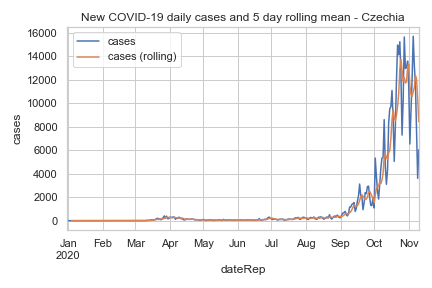 New COVID-19 daily cases and 5 day rolling mean - Czechia
cases
cases (rolling)
16000
14000
12000
10000
8000
6000
4000
2000
0
cases
Jan Feb Mar Apr May Jun Jul Aug Sep Oct Nov
2020
dateRep